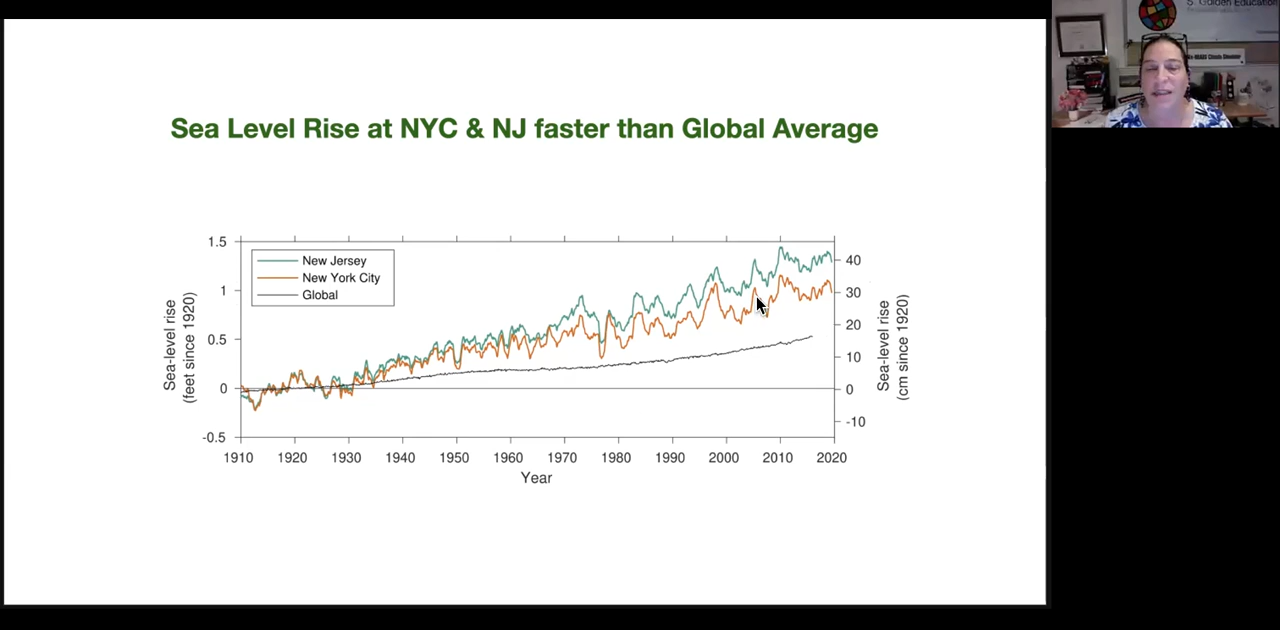 Sea Level Rise at NYC & NJ faster than Global Average
1.5
1
0.5
0
-0.5
Sea-level rise
(feet since 1920)
New Jersey
New York City
Global
40
30
20
10
0
-10
Sea-level rise
(cm since 1920)
1910 1920 1930 1940 1950 1960 1970 1980 1990 2000 2010 2020
Year
S. Golden Education